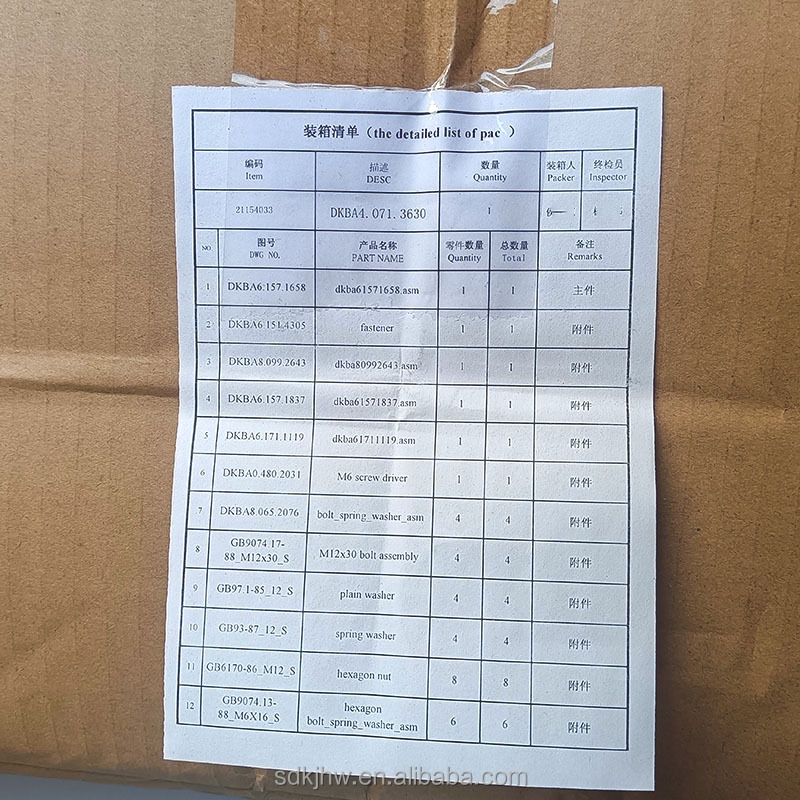 装箱清单（the detailed list of pac ）
编码 描述 数量 装箱人 终检员
Item DESC Quantity Packer Inspector
21154033 DKBA4.071.3630 1
NO 图号 产品名称 零件数量 总数量 备注
DWG NO. PART NAME Quantity Total Remarks
1 DKBA6.157.1658 dkba61571658.asm 1 1 主件
2 DKBA6.151.4305 fastener 1 1 附件
3 DKBA8.099.2643 dkba80992643.asm 1 1 附件
4 DKBA6.157.1837 dkba61571837.asm 1 1 附件
5 DKBA6.171.1119 dkba61711119.asm 1 1 附件
6 DKBA0.480.2031 M6 screw driver 1 1 附件
7 DKBA8.065.2076 bolt_spring_washer_asm 4 4 附件
8 GB9074.17-88_M12x30_S M12x30 bolt assembly 4 4 附件
9 GB97.1-85_12_S plain washer 4 4 附件
10 GB93-87_12_S spring washer 4 4 附件
11 GB6170-86_M12_S hexagon nut 8 8 附件
12 GB9074.13-88_M6X16_S hexagon bolt_spring_washer_asm 6 6 附件
sdkjhw.en.alibaba.com